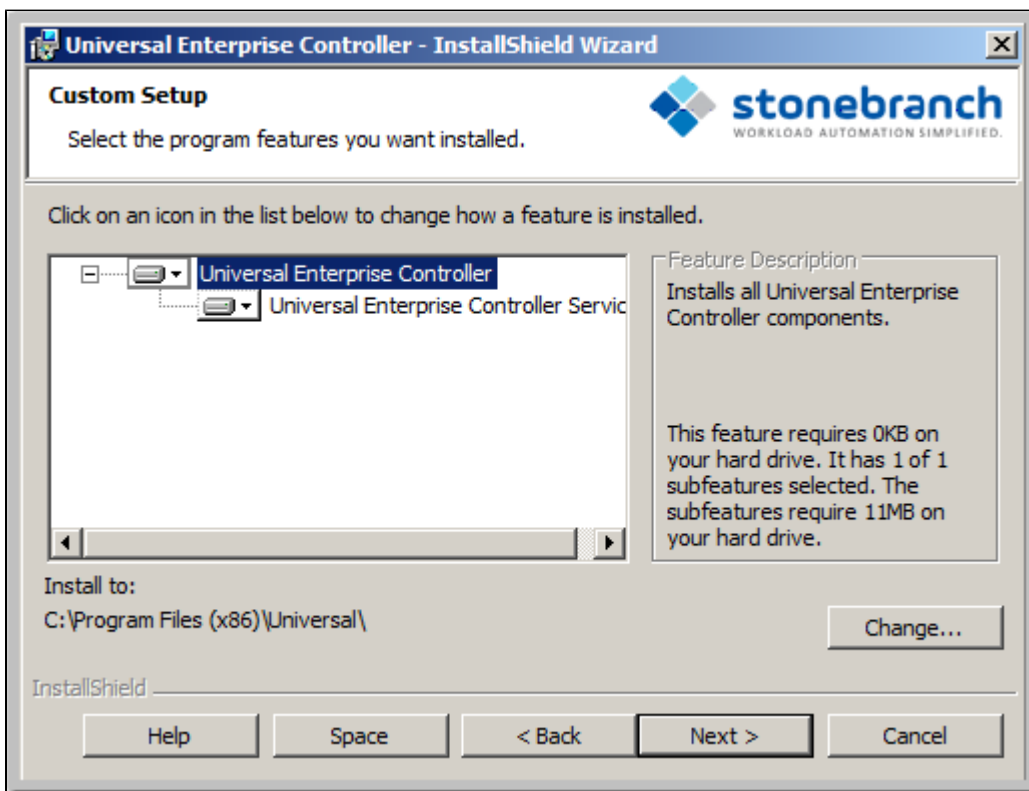 Universal Enterprise Controller - InstallShield Wizard
Custom Setup
Select the program features you want installed.
stonebranch
WORKLOAD AUTOMATION SIMPLIFIED.
Click on an icon in the list below to change how a feature is installed.
Universal Enterprise Controller
Universal Enterprise Controller Servic
Feature Description
Installs all Universal Enterprise
Controller components.
This feature requires 0KB on
your hard drive. It has 1 of 1
subfeatures selected. The
subfeatures require 11MB on
your hard drive.
Install to:
C:\Program Files (x86)\Universal\
Change...
InstallShield
Help
Space
< Back
Next >
Cancel